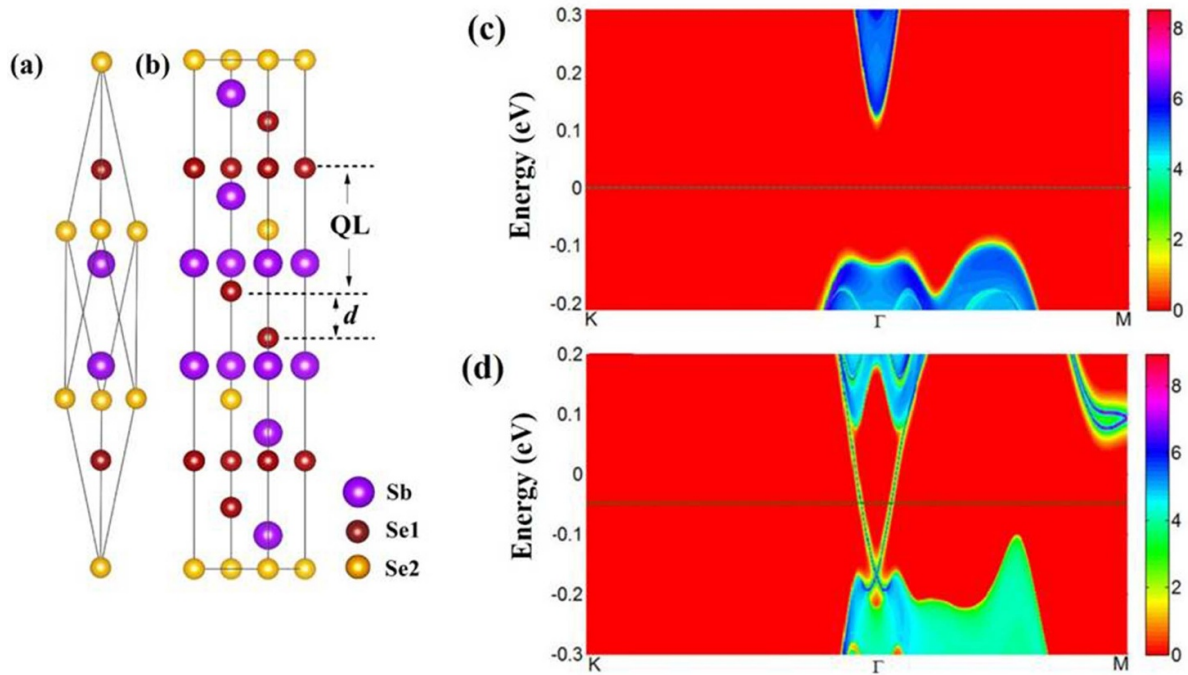 (a)
(b)
QL
d
Sb
Se1
Se2
(c)
Energy (eV)
0.3
0.2
0.1
0
-0.1
-0.2
K
Γ
M
8
6
4
2
0
(d)
Energy (eV)
0.2
0.1
0
-0.1
-0.2
-0.3
K
Γ
M
8
6
4
2
0